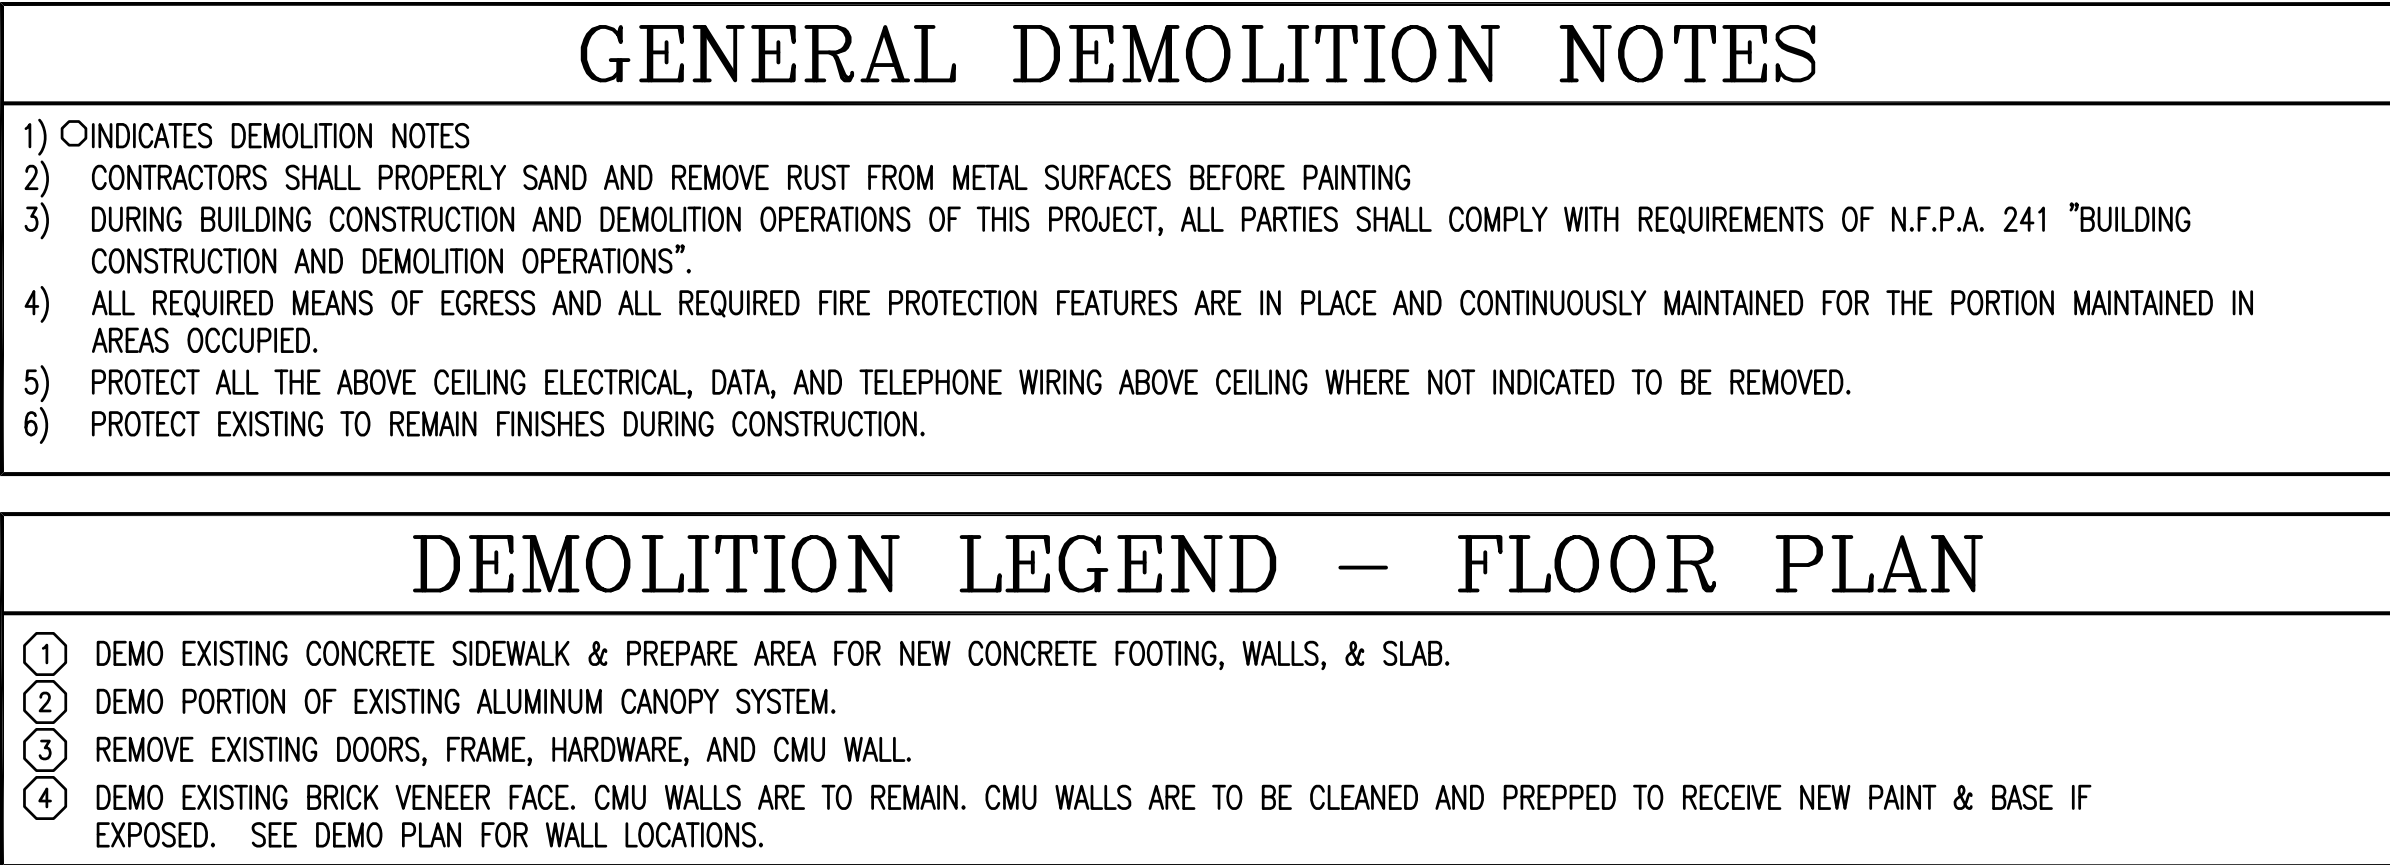 GENERAL DEMOLITION NOTES
1) INDICATES DEMOLITION NOTES
2) CONTRACTORS SHALL PROPERLY SAND AND REMOVE RUST FROM METAL SURFACES BEFORE PAINTING
3) DURING BUILDING CONSTRUCTION AND DEMOLITION OPERATIONS OF THIS PROJECT, ALL PARTIES SHALL COMPLY WITH REQUIREMENTS OF N.F.P.A. 241 "BUILDING
CONSTRUCTION AND DEMOLITION OPERATIONS".
4) ALL REQUIRED MEANS OF EGRESS AND ALL REQUIRED FIRE PROTECTION FEATURES ARE IN PLACE AND CONTINUOUSLY MAINTAINED FOR THE PORTION MAINTAINED IN
AREAS OCCUPIED.
5) PROTECT ALL THE ABOVE CEILING ELECTRICAL, DATA, AND TELEPHONE WIRING ABOVE CEILING WHERE NOT INDICATED TO BE REMOVED.
6) PROTECT EXISTING TO REMAIN FINISHES DURING CONSTRUCTION.
DEMOLITION LEGEND – FLOOR PLAN
1 DEMO EXISTING CONCRETE SIDEWALK & PREPARE AREA FOR NEW CONCRETE FOOTING, WALLS, & SLAB.
2 DEMO PORTION OF EXISTING ALUMINUM CANOPY SYSTEM.
3 REMOVE EXISTING DOORS, FRAME, HARDWARE, AND CMU WALL.
4 DEMO EXISTING BRICK VENEER FACE. CMU WALLS ARE TO REMAIN. CMU WALLS ARE TO BE CLEANED AND PREPPED TO RECEIVE NEW PAINT & BASE IF
EXPOSED. SEE DEMO PLAN FOR WALL LOCATIONS.